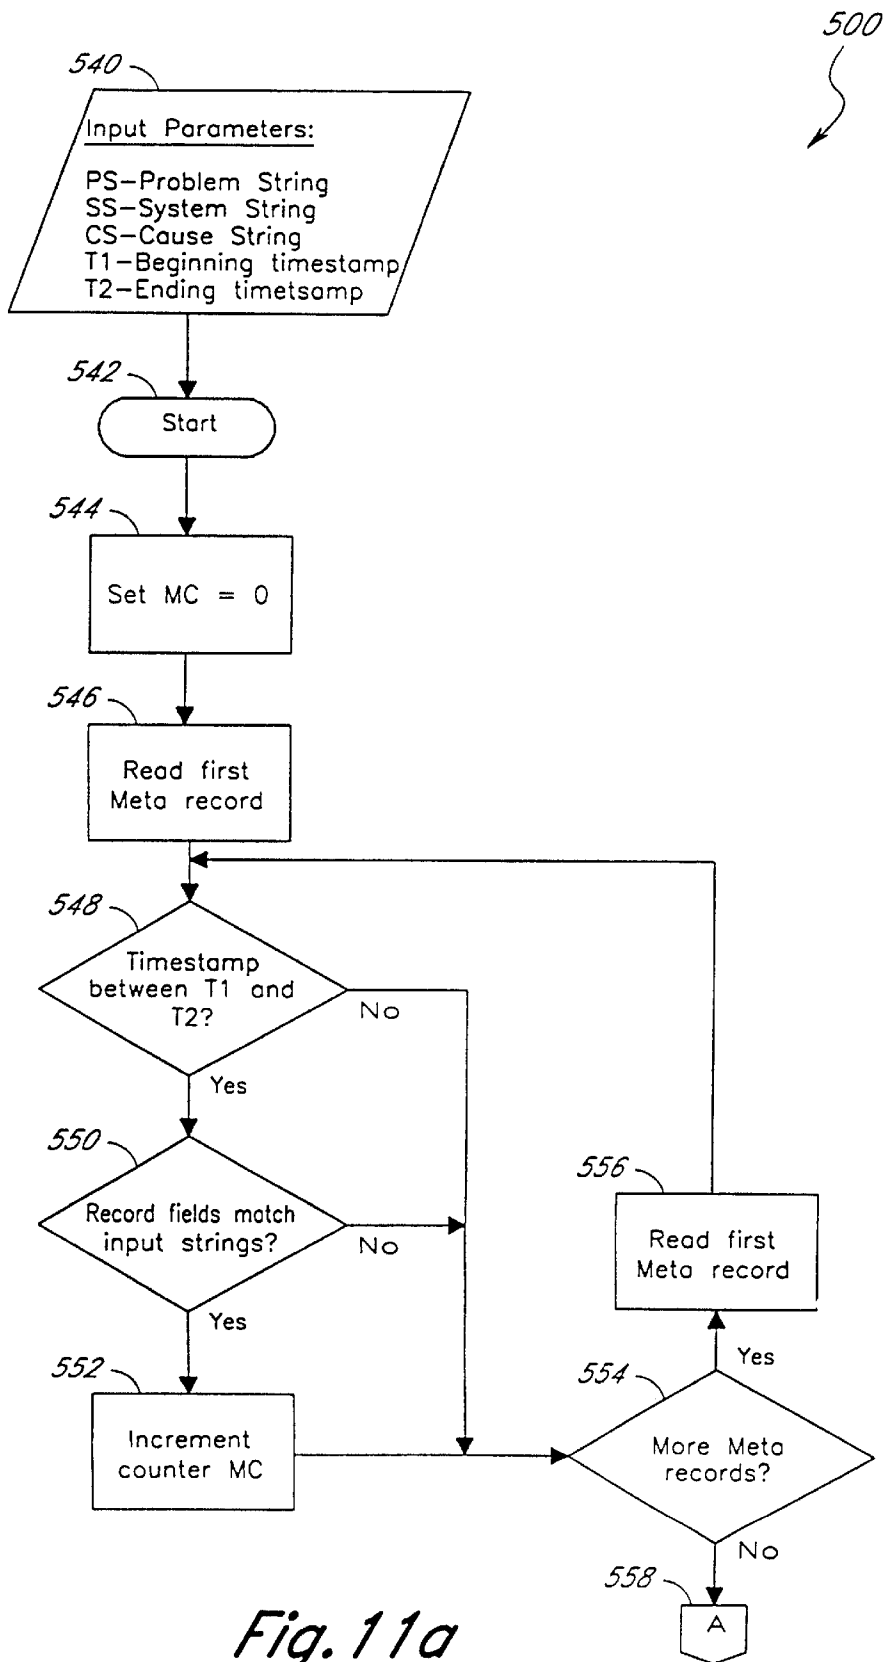 500
540
Input Parameters:
PS-Problem String
SS-System String
CS-Cause String
T1-Beginning timestamp
T2-Ending timetsamp
542
Start
544
Set MC = 0
546
Read first
Meta record
548
Timestamp
between T1 and
T2?
No
Yes
550
Record fields match
input strings?
No
Yes
552
Increment
counter MC
556
Read first
Meta record
Yes
554
More Meta
records?
No
558
A
Fig. 11a